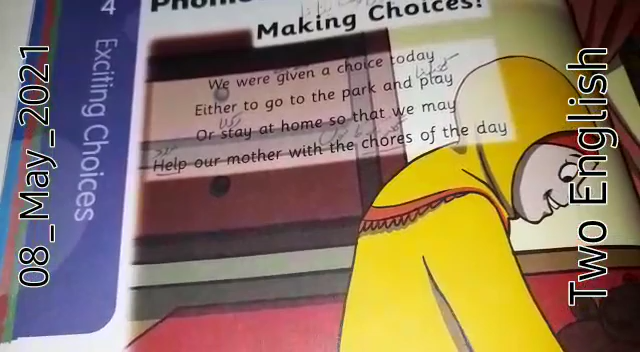 4
Exciting Choices
Making Choices!
We were given a choice today
Either to go to the park and play
Or stay at home so that we may
Help our mother with the chores of the day
08_May_2021
Two English